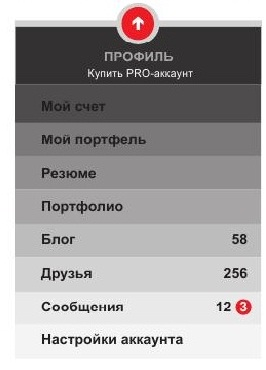 ПРОФИЛЬ
Купить PRO-аккаунт
Мой счет
Мой портфель
Резюме
Портфолио
Блог 58
Друзья 256
Сообщения 12 3
Настройки аккаунта